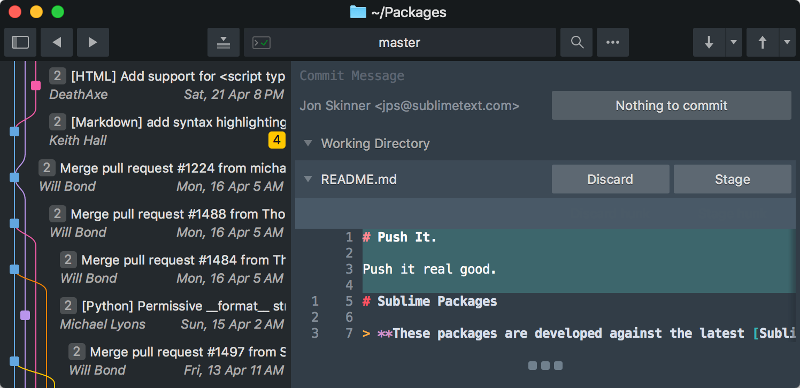 ~/Packages
master
2 [HTML] Add support for <script typ
DeathAxe Sat, 21 Apr 8 PM
2 [Markdown] add syntax highlighting
Keith Hall 4
2 Merge pull request #1224 from micha
Will Bond Mon, 16 Apr 5 AM
2 Merge pull request #1488 from Tho
Will Bond Mon, 16 Apr 5 AM
2 Merge pull request #1484 from Th
Will Bond Mon, 16 Apr 5 AM
2 [Python] Permissive __format__ str
Michael Lyons Sun, 15 Apr 2 AM
2 Merge pull request #1497 from S
Will Bond Fri, 13 Apr 11 AM
Commit Message
Jon Skinner <jps@sublimetext.com> Nothing to commit
Working Directory
README.md Discard Stage
1 # Push It.
2
3 Push it real good.
4
1 5 # Sublime Packages
2 6
3 7 > **These packages are developed against the latest [Subli